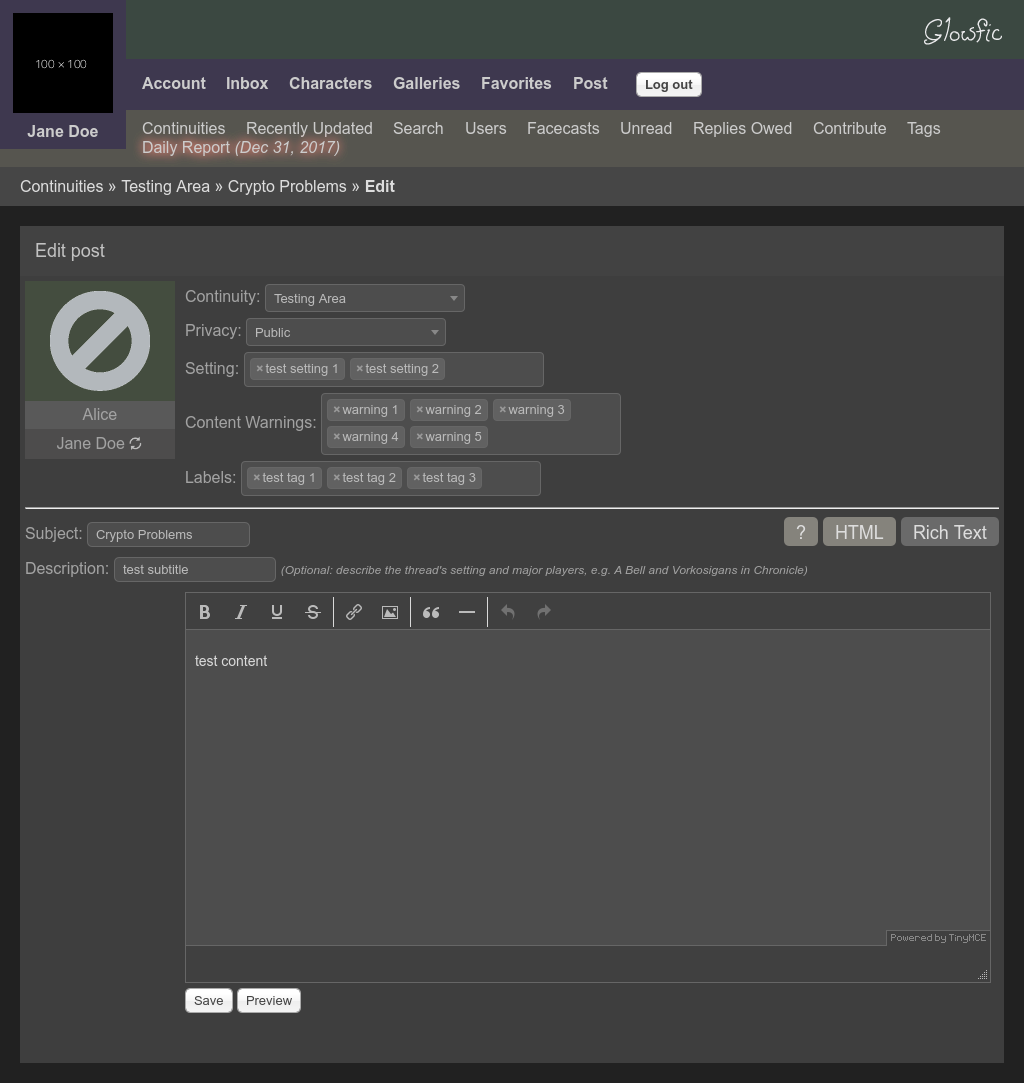 100 × 100
Glowfic
Account Inbox Characters Galleries Favorites Post Log out
Jane Doe
Continuities Recently Updated Search Users Facecasts Unread Replies Owed Contribute Tags
Daily Report (Dec 31, 2017)
Continuities » Testing Area » Crypto Problems » Edit
Edit post
Alice
Jane Doe
Continuity: Testing Area
Privacy: Public
Setting: ×test setting 1 ×test setting 2
Content Warnings: ×warning 1 ×warning 2 ×warning 3
×warning 4 ×warning 5
Labels: ×test tag 1 ×test tag 2 ×test tag 3
Subject: Crypto Problems
? HTML Rich Text
Description: test subtitle (Optional: describe the thread's setting and major players, e.g. A Bell and Vorkosigans in Chronicle)
B I U S
test content
Powered by TinyMCE
Save Preview